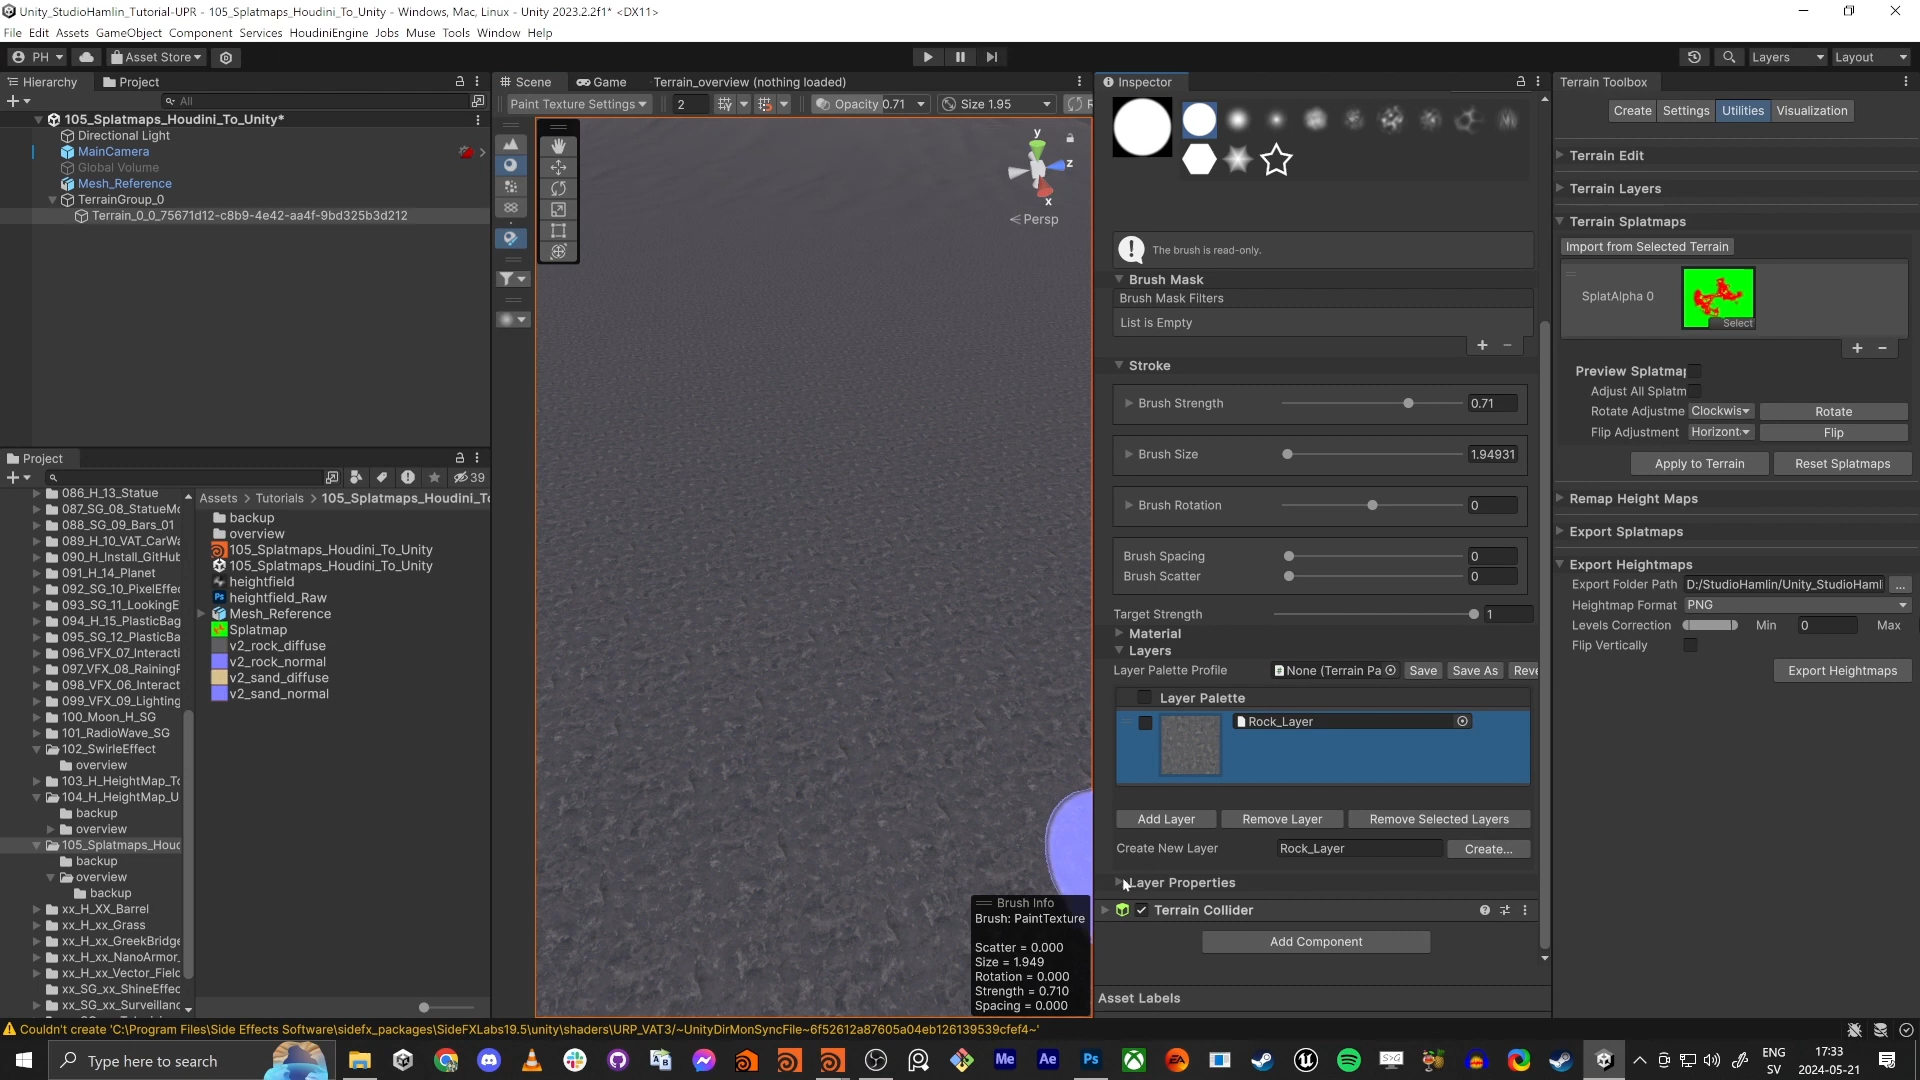 Unity_StudioHamlin_Tutorial-UPR - 105_Splatmaps_Houdini_To_Unity - Windows, Mac, Linux - Unity 2023.2.2f1* <DX11>
File Edit Assets GameObject Component Services HoudiniEngine Jobs Muse Tools Window Help
PH Asset Store Layers Layout
Hierarchy Project
All
105_Splatmaps_Houdini_To_Unity*
Directional Light
MainCamera
Global Volume
Mesh_Reference
TerrainGroup_0
Terrain_0_0_75671d12-c8b9-4e42-aa4f-9bd325b3d212
Project
39
086_H_13_Statue
087_SG_08_StatueMo
088_SG_09_Bars_01
089_H_10_VAT_CarWa
090_H_Install_GitHub
091_H_14_Planet
092_SG_10_PixelEffec
093_SG_11_LookingE
094_H_15_PlasticBag
095_SG_12_PlasticBa
096_VFX_07_Interacti
097_VFX_08_RainingF
098_VFX_06_Interact
099_VFX_09_Lighting
100_Moon_H_SG
101_RadioWave_SG
102_SwirleEffect
overview
103_H_HeightMap_To
104_H_HeightMap_U
backup
overview
105_Splatmaps_Houd
backup
overview
backup
xx_H_XX_Barrel
xx_H_xx_Grass
xx_H_xx_GreekBridge
xx_H_xx_NanoArmor_
xx_H_xx_Vector_Field
xx_SG_xx_ShineEffec
xx_SG_xx_Surveillanc
Assets > Tutorials > 105_Splatmaps_Houdini_T
backup
overview
105_Splatmaps_Houdini_To_Unity
105_Splatmaps_Houdini_To_Unity
heightfield
heightfield_Raw
Mesh_Reference
Splatmap
v2_rock_diffuse
v2_rock_normal
v2_sand_diffuse
v2_sand_normal
Scene Game Terrain_overview (nothing loaded)
Paint Texture Settings 2 Opacity 0.71 Size 1.95 R
y
z
x
< Persp
Brush Info
Brush: PaintTexture
Scatter = 0.000
Size = 1.949
Rotation = 0.000
Strength = 0.710
Spacing = 0.000
Inspector
The brush is read-only.
Brush Mask
Brush Mask Filters
List is Empty
+ -
Stroke
Brush Strength 0.71
Brush Size 1.94931
Brush Rotation 0
Brush Spacing 0
Brush Scatter 0
Target Strength 1
Material
Layers
Layer Palette Profile None (Terrain Pa Save Save As Reve
Layer Palette
Rock_Layer
Add Layer Remove Layer Remove Selected Layers
Create New Layer Rock_Layer Create...
Layer Properties
Terrain Collider
Add Component
Asset Labels
Terrain Toolbox
Create Settings Utilities Visualization
Terrain Edit
Terrain Layers
Terrain Splatmaps
Import from Selected Terrain
SplatAlpha 0 Select
+ -
Preview Splatmap
Adjust All Splatm
Rotate Adjustme Clockwis Rotate
Flip Adjustment Horizont Flip
Apply to Terrain Reset Splatmaps
Remap Height Maps
Export Splatmaps
Export Heightmaps
Export Folder Path D:/StudioHamlin/Unity_StudioHaml ...
Heightmap Format PNG
Levels Correction Min 0 Max
Flip Vertically
Export Heightmaps
Couldn't create 'C:\Program Files\Side Effects Software\sidefx_packages\SideFXLabs19.5\unity\shaders\URP_VAT3/~UnityDirMonSyncFile~6f52612a87605a04eb126139539cfef4~'
Type here to search
Me Ae Ps EA S>G
ENG
SV
17:33
2024-05-21